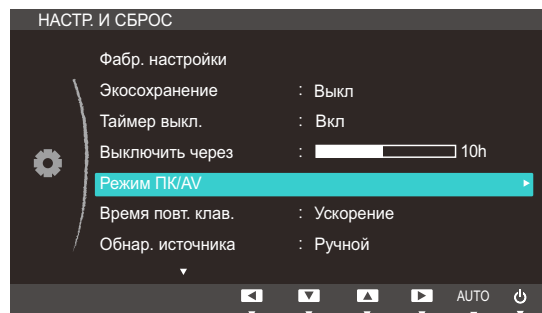 НАСТР. И СБРОС
Фабр. настройки
Экосохранение : Выкл
Таймер выкл. : Вкл
Выключить через : 10h
Режим ПК/AV
Время повт. клав. : Ускорение
Обнар. источника : Ручной
AUTO